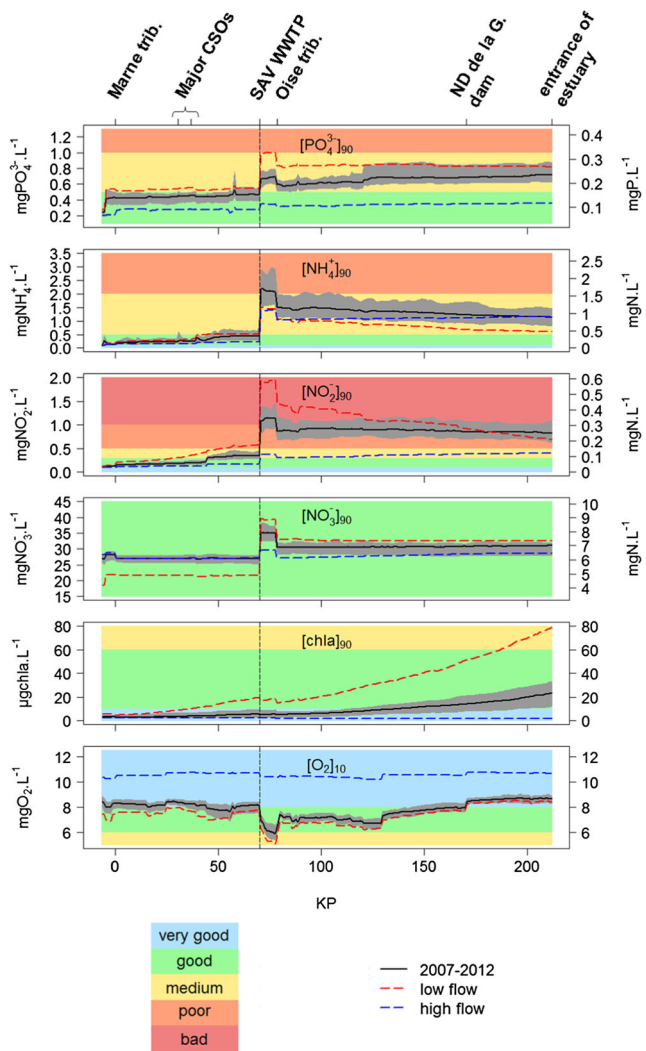 Marne trib.
Major CSOs
SAV WWTP
Oise trib.
ND de la G.
dam
entrance of
estuary
[PO₄³⁻]₉₀
mgPO₄³⁻.L⁻¹
1.2
1.0
0.8
0.6
0.4
0.2
0.4
0.3
0.2
0.1
mgP.L⁻¹
[NH₄⁺]₉₀
mgNH₄⁺.L⁻¹
3.5
3.0
2.5
2.0
1.5
1.0
0.5
0.0
2.5
2
1.5
1
0.5
0
mgN.L⁻¹
[NO₂⁻]₉₀
mgNO₂⁻.L⁻¹
2.0
1.5
1.0
0.5
0.0
0.6
0.4
0.3
0.2
0.1
0
mgN.L⁻¹
[NO₃⁻]₉₀
mgNO₃⁻.L⁻¹
45
40
35
30
25
20
15
10
9
8
7
6
5
4
mgN.L⁻¹
[chla]₉₀
µgchla.L⁻¹
80
60
40
20
0
80
60
40
20
0
[O₂]₁₀
mgO₂.L⁻¹
12
10
8
6
12
10
8
6
0
50
100
150
200
KP
very good
good
medium
poor
bad
2007-2012
low flow
high flow